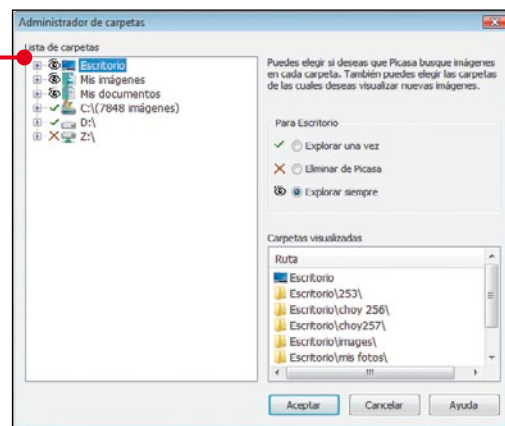 Administrador de carpetas
Lista de carpetas
Escritorio
Mis imágenes
Mis documentos
C:\(7848 imágenes)
D:\
Z:\
Puedes elegir si deseas que Picasa busque imágenes
en cada carpeta. También puedes elegir las carpetas
de las cuales deseas visualizar nuevas imágenes.
Para Escritorio
Explorar una vez
Eliminar de Picasa
Explorar siempre
Carpetas visualizadas
Ruta
Escritorio
Escritorio\253\
Escritorio\choy 256\
Escritorio\choy257\
Escritorio\images\
Escritorio\mis fotos\
Aceptar
Cancelar
Ayuda